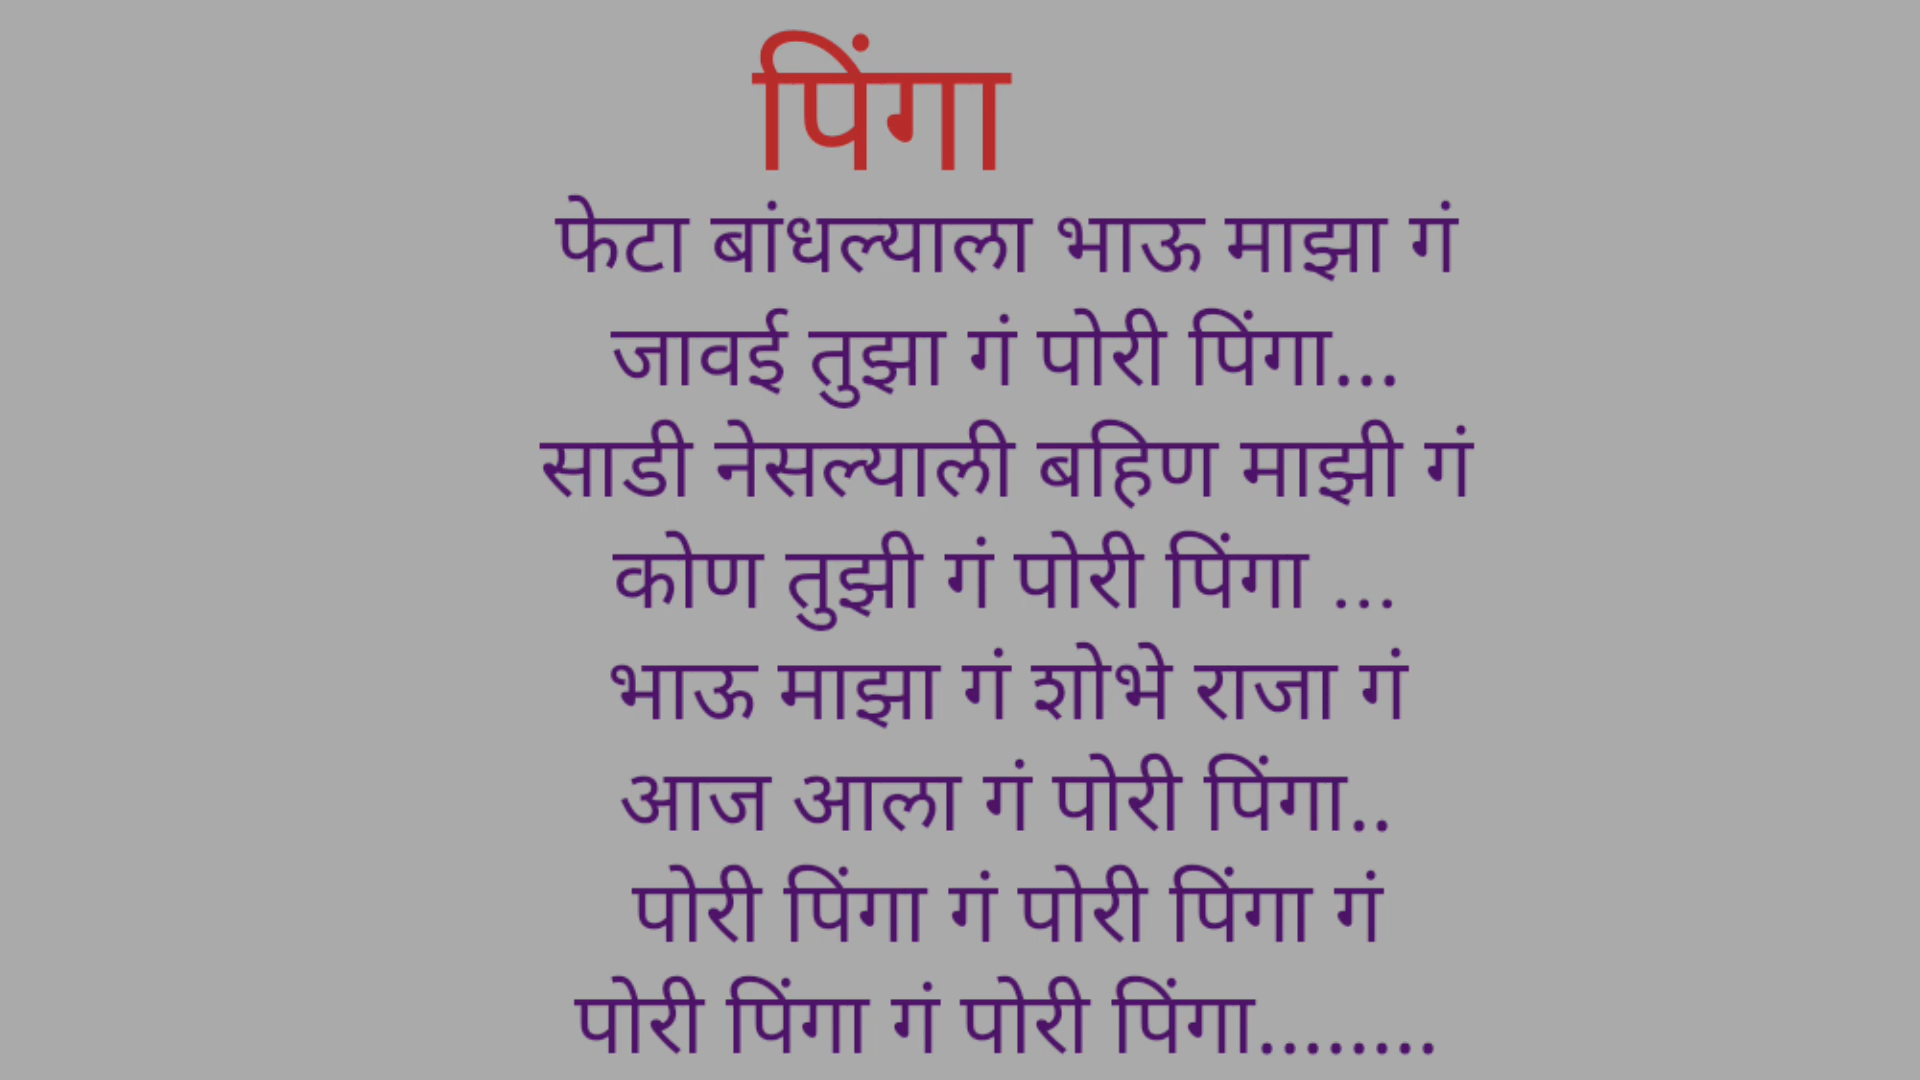 पिंगा
फेटा बांधल्याला भाऊ माझा गं
जावई तुझा गं पोरी पिंगा...
साडी नेसल्याली बहिण माझी गं
कोण तुझी गं पोरी पिंगा ...
भाऊ माझा गं शोभे राजा गं
आज आला गं पोरी पिंगा..
पोरी पिंगा गं पोरी पिंगा गं
पोरी पिंगा गं पोरी पिंगा........